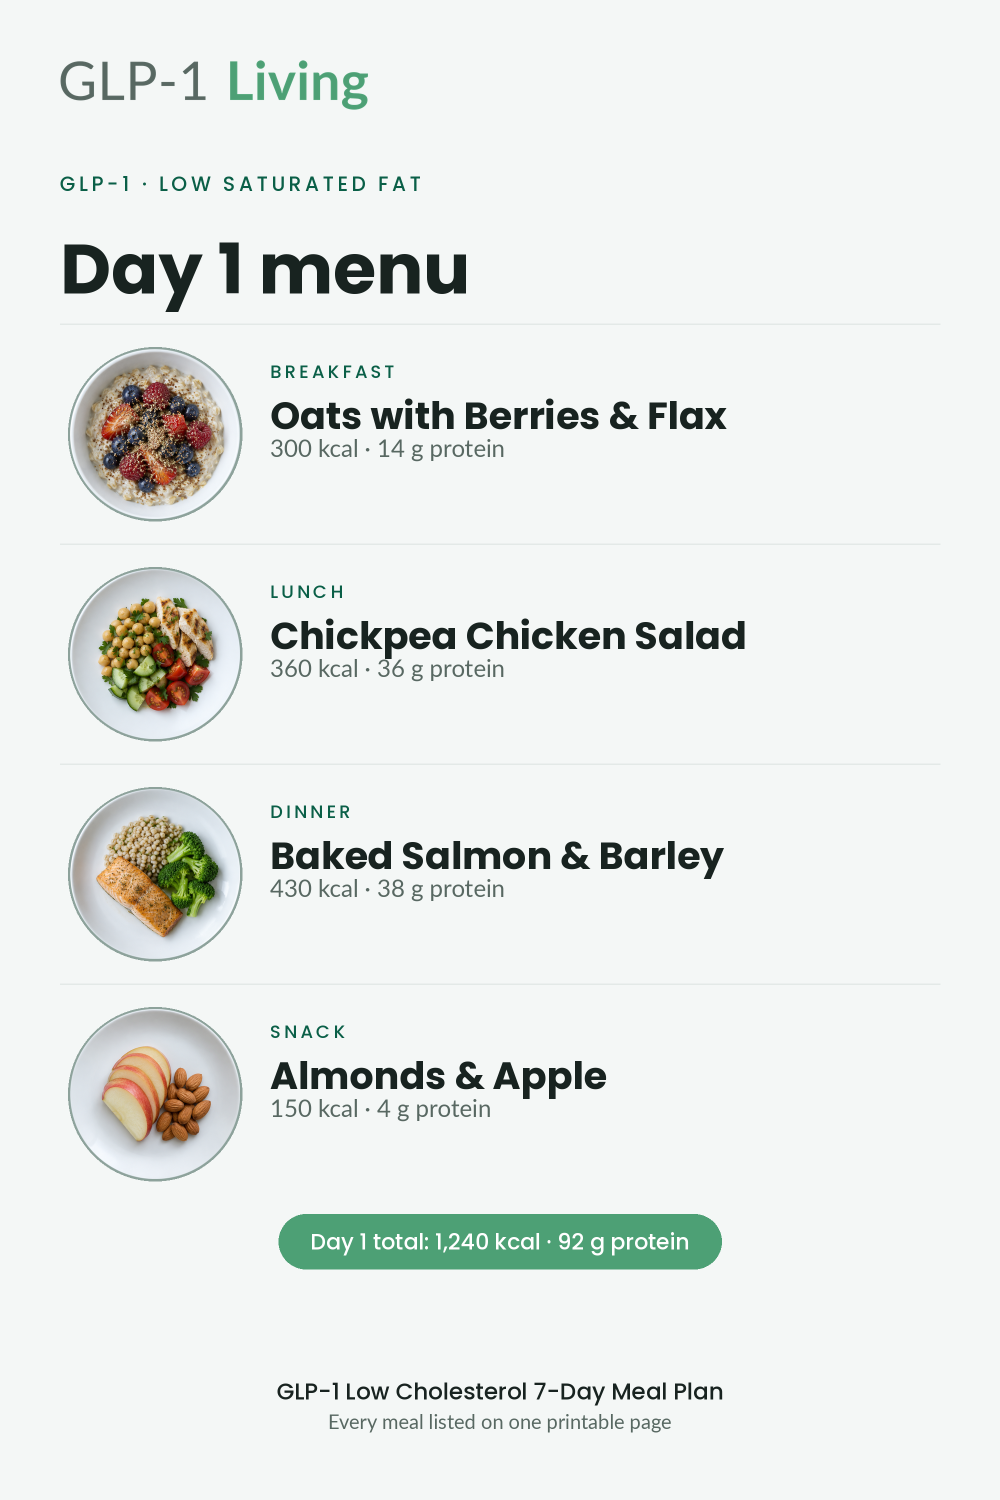 GLP-1 Living
GLP-1 · LOW SATURATED FAT
Day 1 menu
BREAKFAST
Oats with Berries & Flax
300 kcal · 14 g protein
LUNCH
Chickpea Chicken Salad
360 kcal · 36 g protein
DINNER
Baked Salmon & Barley
430 kcal · 38 g protein
SNACK
Almonds & Apple
150 kcal · 4 g protein
Day 1 total: 1,240 kcal · 92 g protein
GLP-1 Low Cholesterol 7-Day Meal Plan
Every meal listed on one printable page